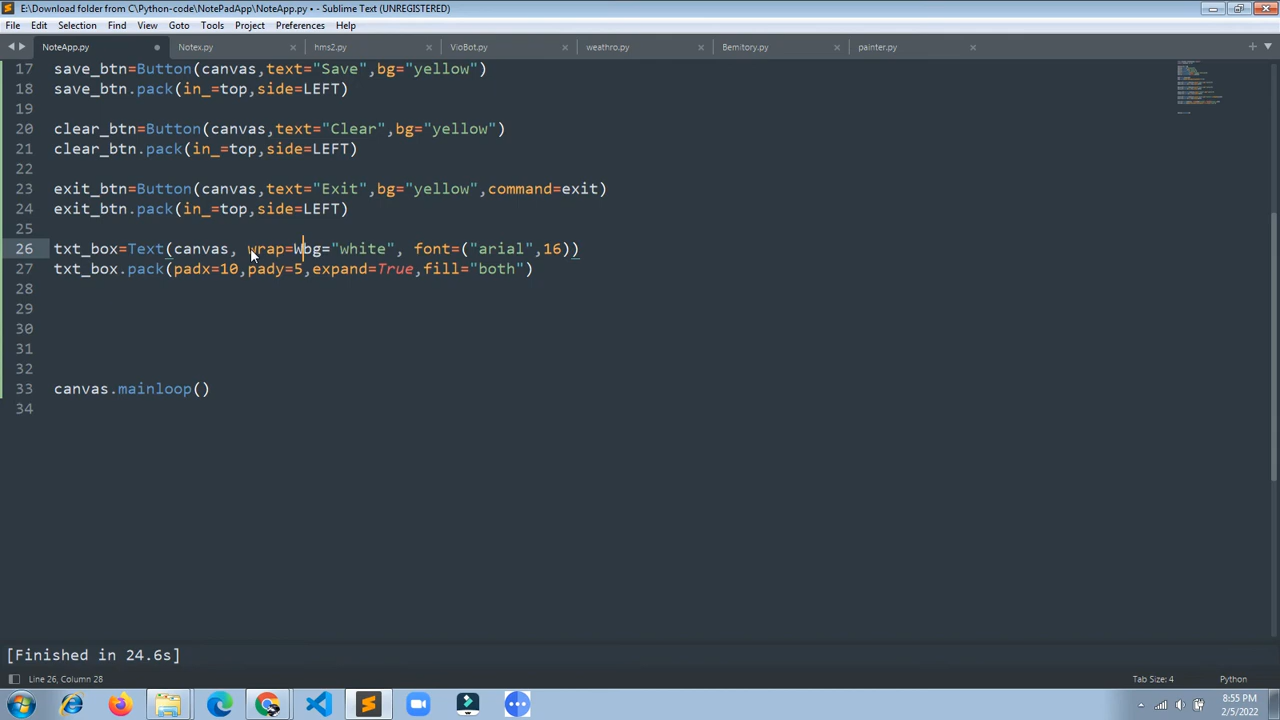 E:\Download folder from C\Python-code\NotePadApp\NoteApp.py • - Sublime Text (UNREGISTERED)
File Edit Selection Find View Goto Tools Project Preferences Help
NoteApp.py Notex.py hms2.py VioBot.py weathro.py Bemitory.py painter.py
17 save_btn=Button(canvas,text="Save",bg="yellow")
18 save_btn.pack(in_=top,side=LEFT)
19
20 clear_btn=Button(canvas,text="Clear",bg="yellow")
21 clear_btn.pack(in_=top,side=LEFT)
22
23 exit_btn=Button(canvas,text="Exit",bg="yellow",command=exit)
24 exit_btn.pack(in_=top,side=LEFT)
25
26 txt_box=Text(canvas, wrap=Wbg="white", font=("arial",16))
27 txt_box.pack(padx=10,pady=5,expand=True,fill="both")
28
29
30
31
32
33 canvas.mainloop()
34
[Finished in 24.6s]
Line 26, Column 28 Tab Size: 4 Python
8:55 PM
2/5/2022